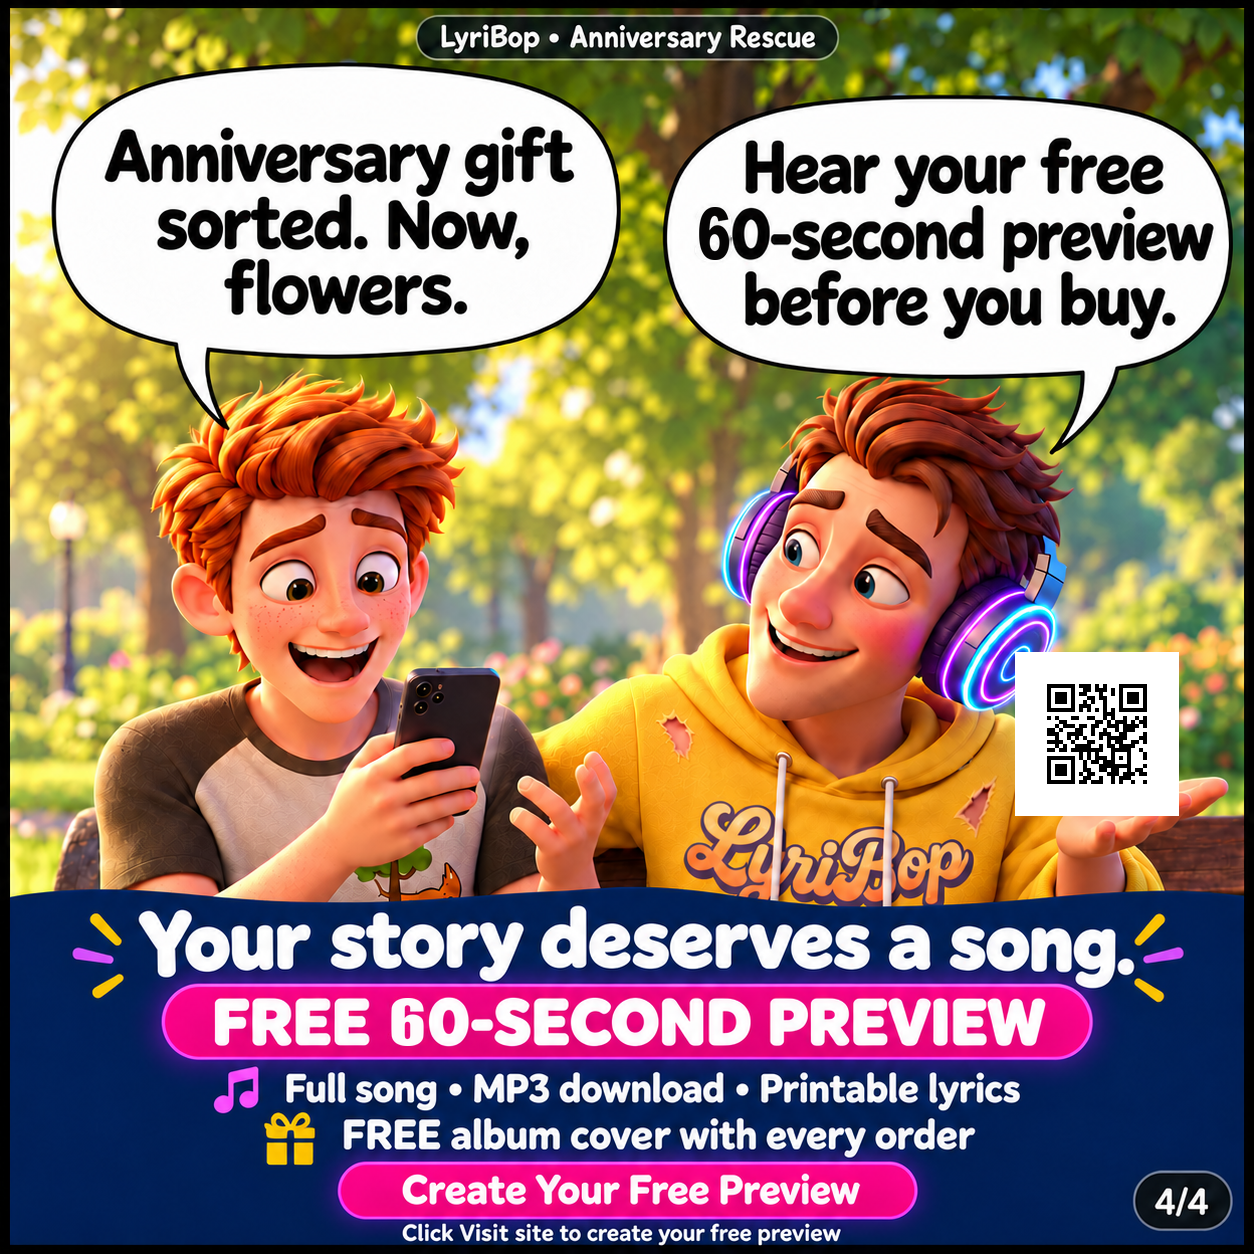 LyriBop • Anniversary Rescue
Anniversary gift
sorted. Now,
flowers.
Hear your free
60-second preview
before you buy.
LyriBop
Your story deserves a song.
FREE 60-SECOND PREVIEW
Full song • MP3 download • Printable lyrics
FREE album cover with every order
Create Your Free Preview
Click Visit site to create your free preview
4/4